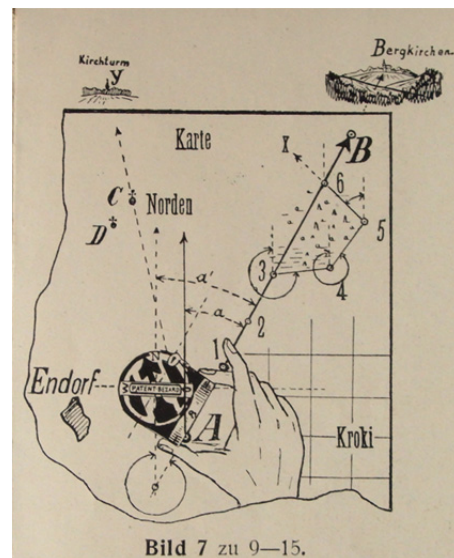 Kirchturm
y
Bergkirchen
Karte
C
D
Norden
X
B
6
5
4
3
a
a
2
1
N
W
PATENT-BEZARD
Endorf
A
Kroki
Bild 7 zu 9—15.